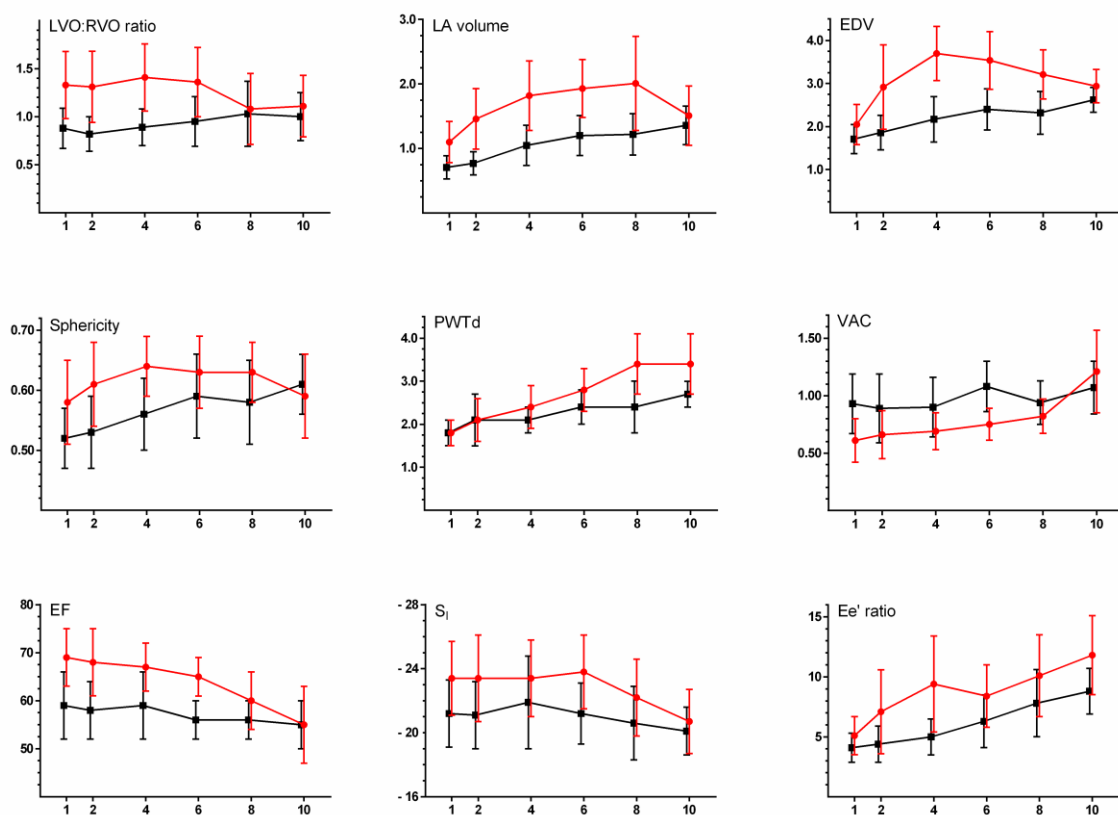 LVO:RVO ratio
1.5
1.0
0.5
1 2 4 6 8 10
LA volume
3.0
2.0
1.0
1 2 4 6 8 10
EDV
4.0
3.0
2.0
1.0
1 2 4 6 8 10
Sphericity
0.70
0.60
0.50
1 2 4 6 8 10
PWTd
4.0
3.0
2.0
1.0
1 2 4 6 8 10
VAC
1.50
1.00
0.50
1 2 4 6 8 10
EF
80
70
60
50
1 2 4 6 8 10
Sl
- 28
- 24
- 20
- 16
1 2 4 6 8 10
Ee' ratio
15
10
5
1 2 4 6 8 10